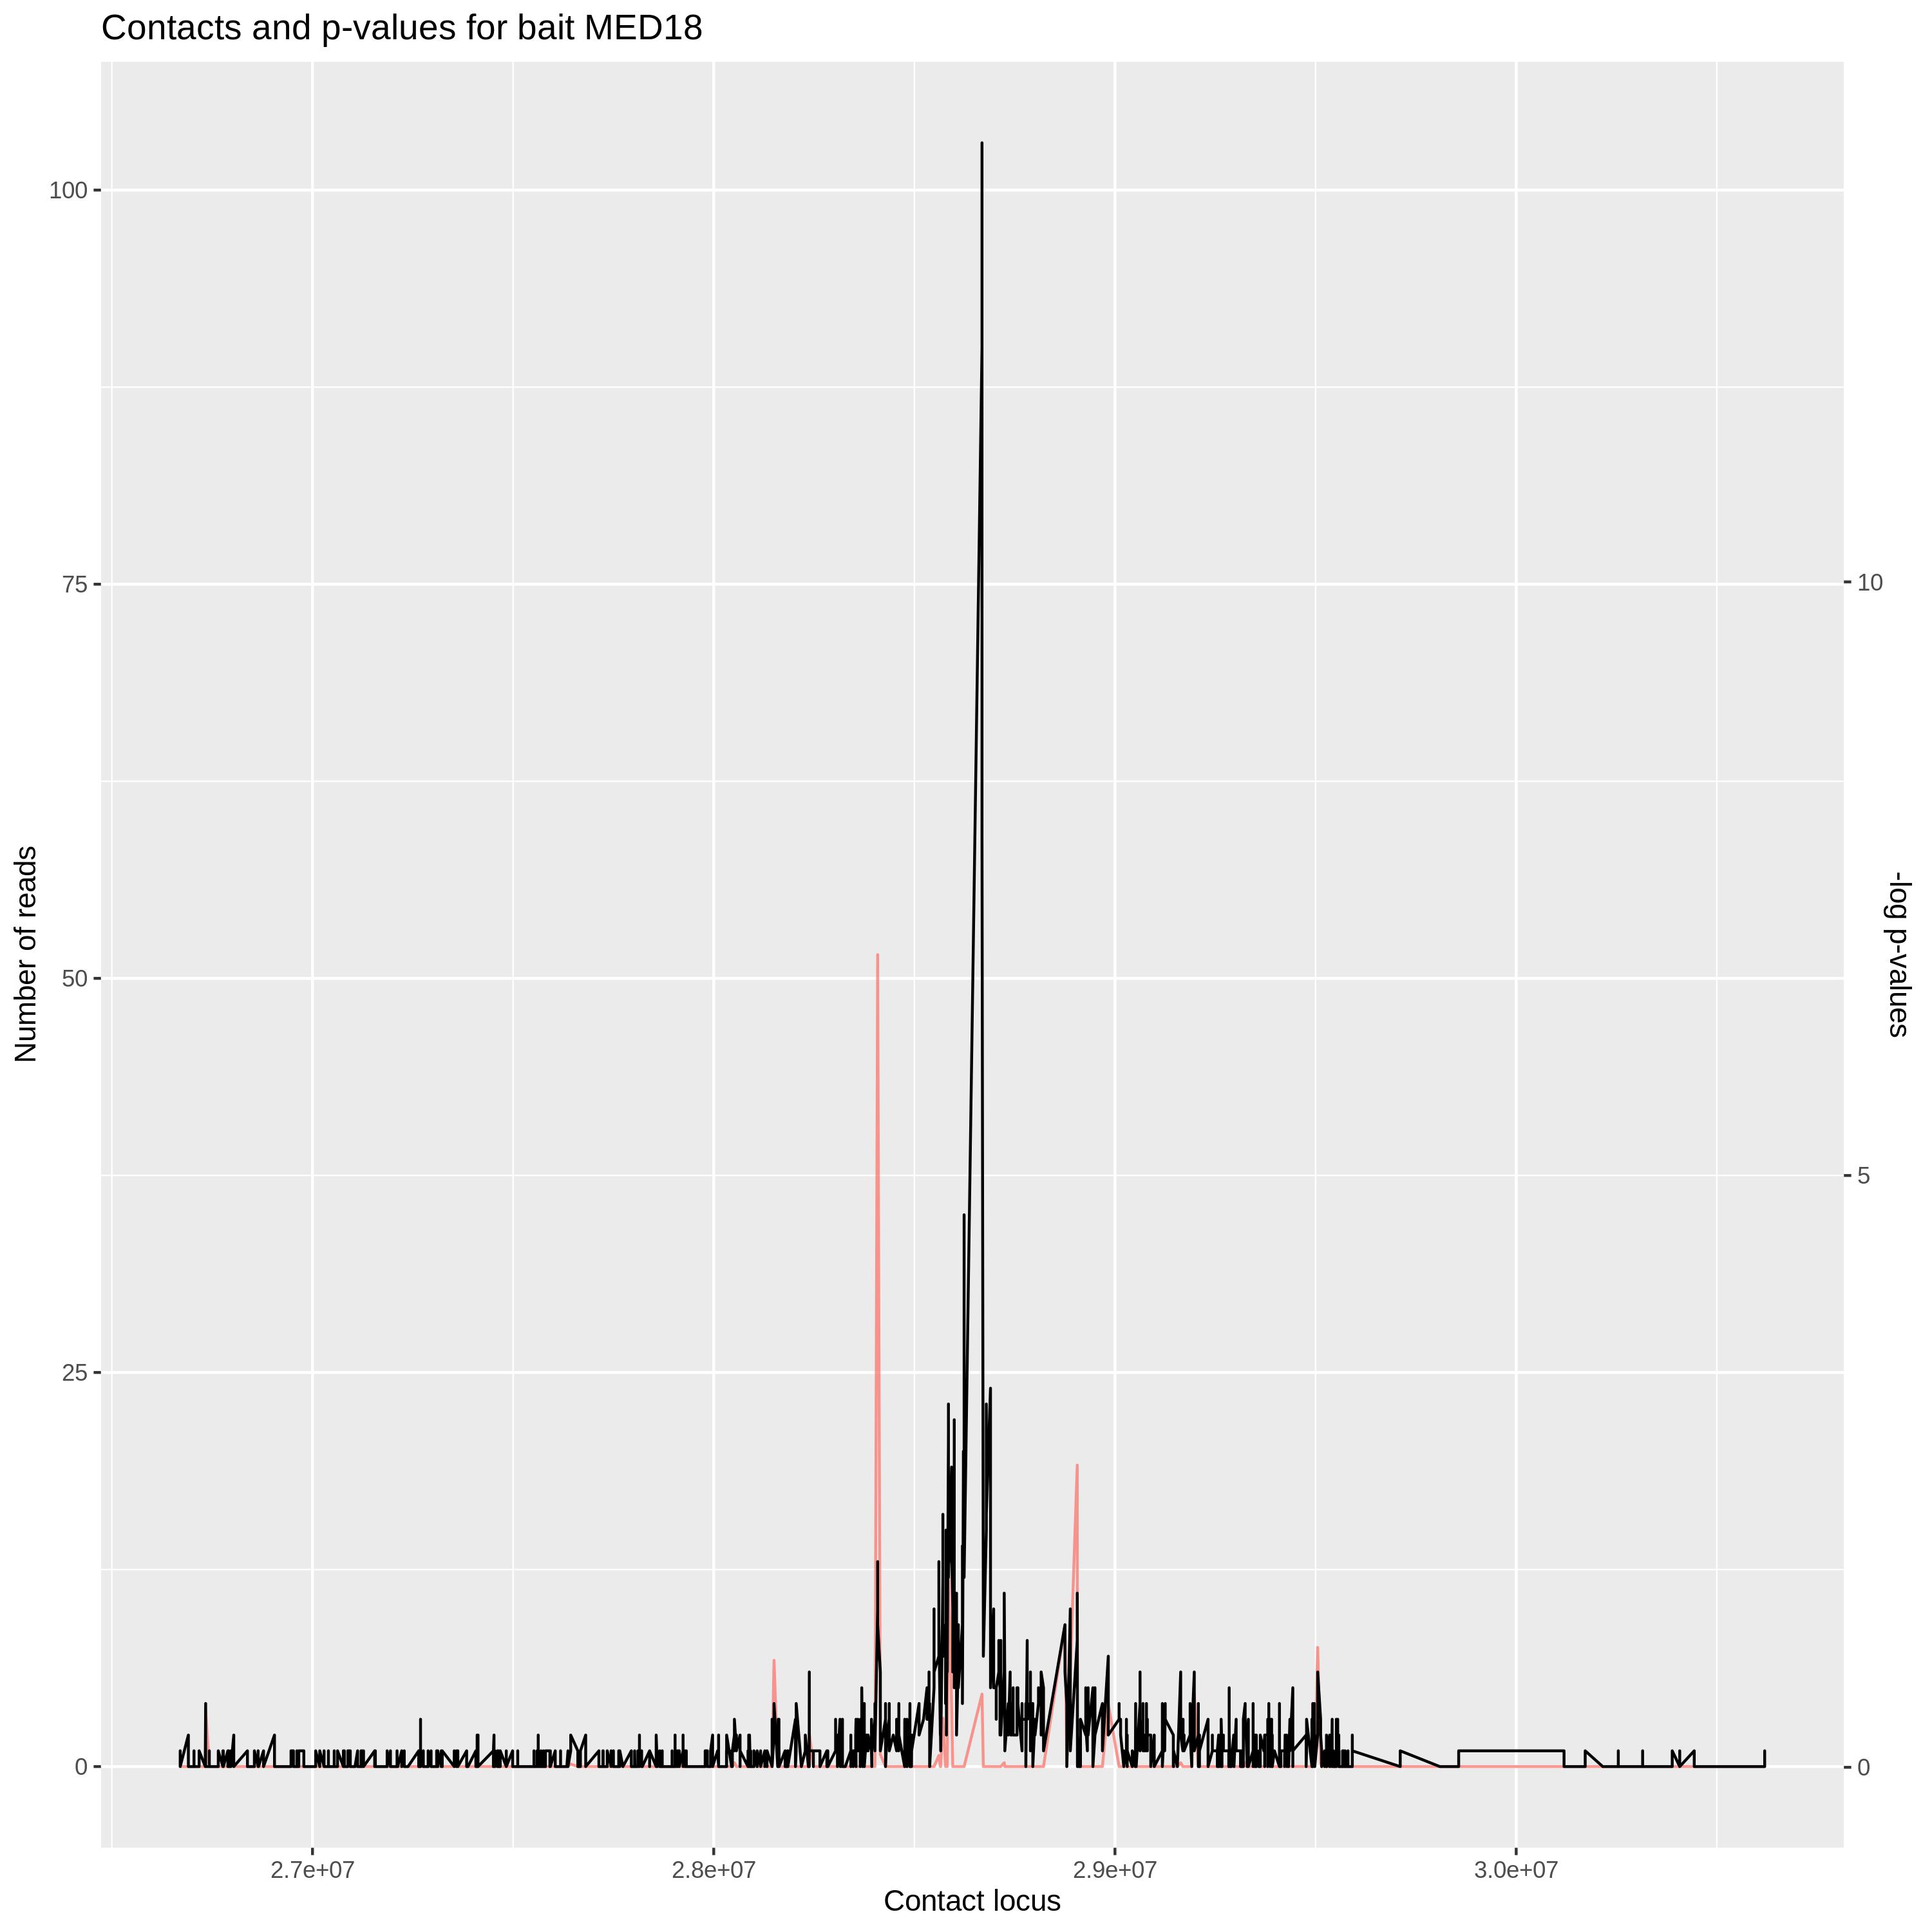 Contacts and p-values for bait MED18
100
75
50
25
0
10
5
0
Number of reads
-log p-values
2.7e+07 2.8e+07 2.9e+07 3.0e+07
Contact locus